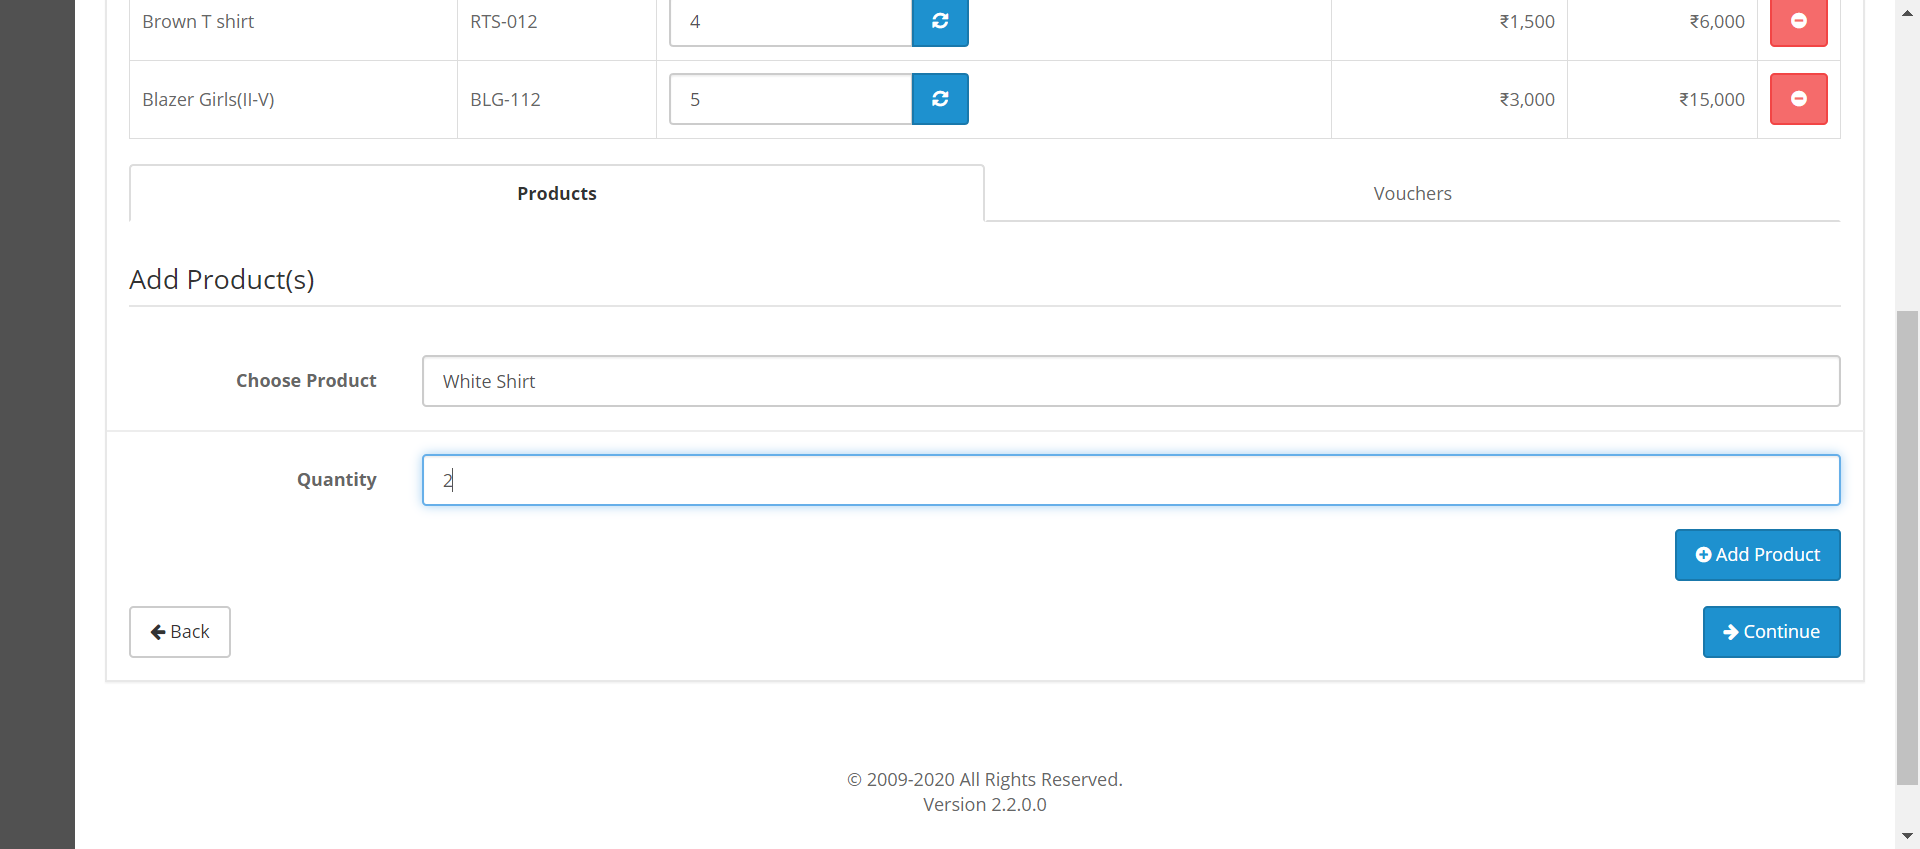 Brown T shirt RTS-012 4 ₹1,500 ₹6,000
Blazer Girls(II-V) BLG-112 5 ₹3,000 ₹15,000
Products Vouchers
Add Product(s)
Choose Product White Shirt
Quantity 2
Add Product
Back Continue
© 2009-2020 All Rights Reserved.
Version 2.2.0.0